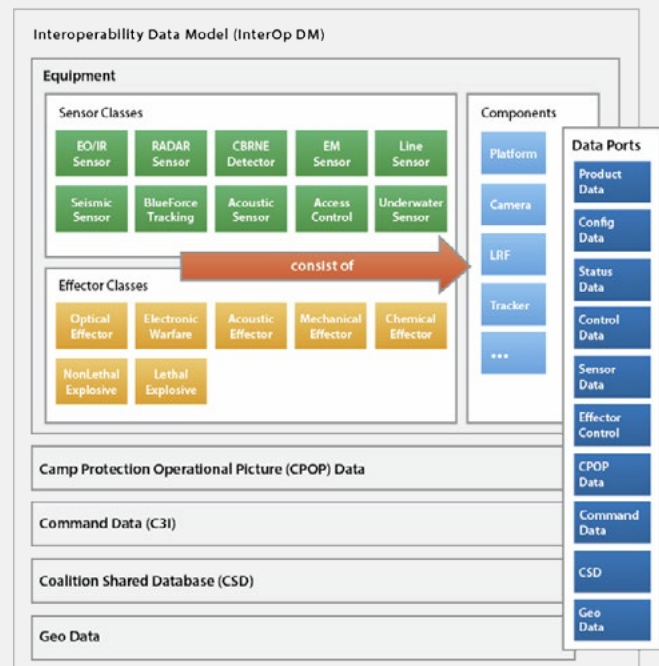 Interoperability Data Model (InterOp DM)
Equipment
Sensor Classes
EO/IR
Sensor
RADAR
Sensor
CBRNE
Detector
EM
Sensor
Line
Sensor
Seismic
Sensor
BlueForce
Tracking
Acoustic
Sensor
Access
Control
Underwater
Sensor
consist of
Effector Classes
Optical
Effector
Electronic
Warfare
Acoustic
Effector
Mechanical
Effector
Chemical
Effector
NonLethal
Explosive
Lethal
Explosive
Components
Platform
Camera
LRF
Tracker
...
Data Ports
Product
Data
Config
Data
Status
Data
Control
Data
Sensor
Data
Effector
Control
CPOP
Data
Command
Data
CSD
Geo
Data
Camp Protection Operational Picture (CPOP) Data
Command Data (C3I)
Coalition Shared Database (CSD)
Geo Data